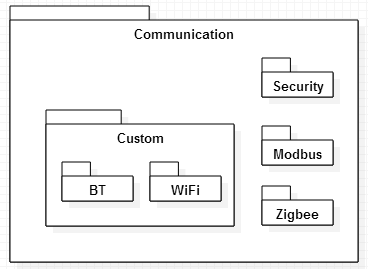 Communication
Security
Custom
Modbus
BT
WiFi
Zigbee